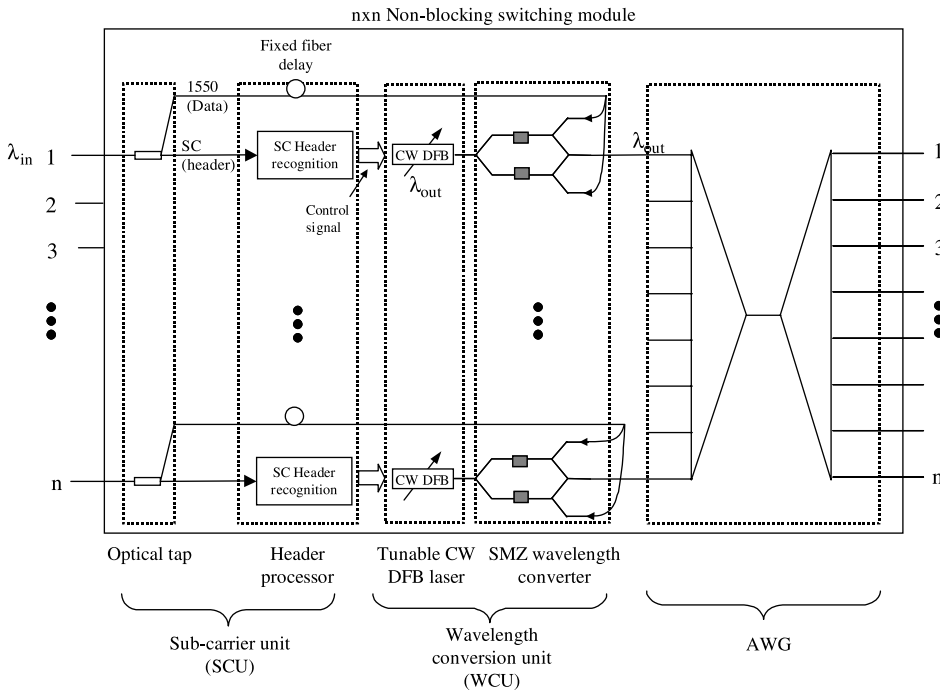 nxn Non-blocking switching module
Fixed fiber
delay
1550
(Data)
λin 1
SC
(header)
SC Header
recognition
CW DFB
λout
λout
Control
signal
2
3
1
2
3
n
SC Header
recognition
CW DFB
n
Optical tap
Header
processor
Tunable CW
DFB laser
SMZ wavelength
converter
Sub-carrier unit
(SCU)
Wavelength
conversion unit
(WCU)
AWG